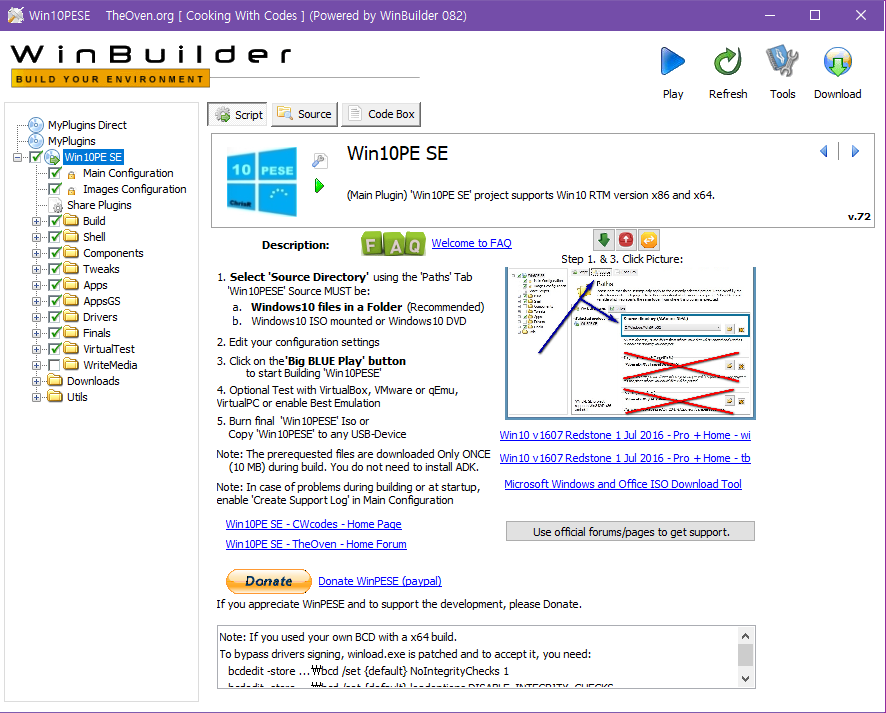 Win10PESE TheOven.org [ Cooking With Codes ] (Powered by WinBuilder 082)
WinBuilder
BUILD YOUR ENVIRONMENT
Play Refresh Tools Download
MyPlugins Direct
MyPlugins
Win10PE SE
Main Configuration
Images Configuration
Share Plugins
Build
Shell
Components
Tweaks
Apps
AppsGS
Drivers
Finals
VirtualTest
WriteMedia
Downloads
Utils
Script Source Code Box
10 PESE
ChrisR
Win10PE SE
(Main Plugin) 'Win10PE SE' project supports Win10 RTM version x86 and x64.
v.72
Description:
FAQ Welcome to FAQ
Step 1. & 3. Click Picture:
1. Select 'Source Directory' using the 'Paths' Tab
'Win10PESE' Source MUST be:
a. Windows10 files in a Folder (Recommended)
b. Windows10 ISO mounted or Windows10 DVD
2. Edit your configuration settings
3. Click on the 'Big BLUE Play' button
to start Building 'Win10PESE'
4. Optional Test with VirtualBox, VMware or qEmu,
VirtualPC or enable Best Emulation
5. Burn final 'Win10PESE' Iso or
Copy 'Win10PESE' to any USB-Device
Note: The prerequested files are downloaded Only ONCE
(10 MB) during build. You do not need to install ADK.
Note: In case of problems during building or at startup,
enable 'Create Support Log' in Main Configuration
Win10PE SE - CWcodes - Home Page
Win10PE SE - TheOven - Home Forum
Paths
Win10 v1607 Redstone 1 Jul 2016 - Pro + Home - wi
Win10 v1607 Redstone 1 Jul 2016 - Pro + Home - tb
Microsoft Windows and Office ISO Download Tool
Use official forums/pages to get support.
Donate Donate WinPESE (paypal)
If you appreciate WinPESE and to support the development, please Donate.
Note: If you used your own BCD with a x64 build.
To bypass drivers signing, winload.exe is patched and to accept it, you need:
bcdedit -store ...₩bcd /set {default} NoIntegrityChecks 1
bcdedit -store ...₩bcd /set {default} loadoptions DISABLE_INTEGRITY_CHECKS